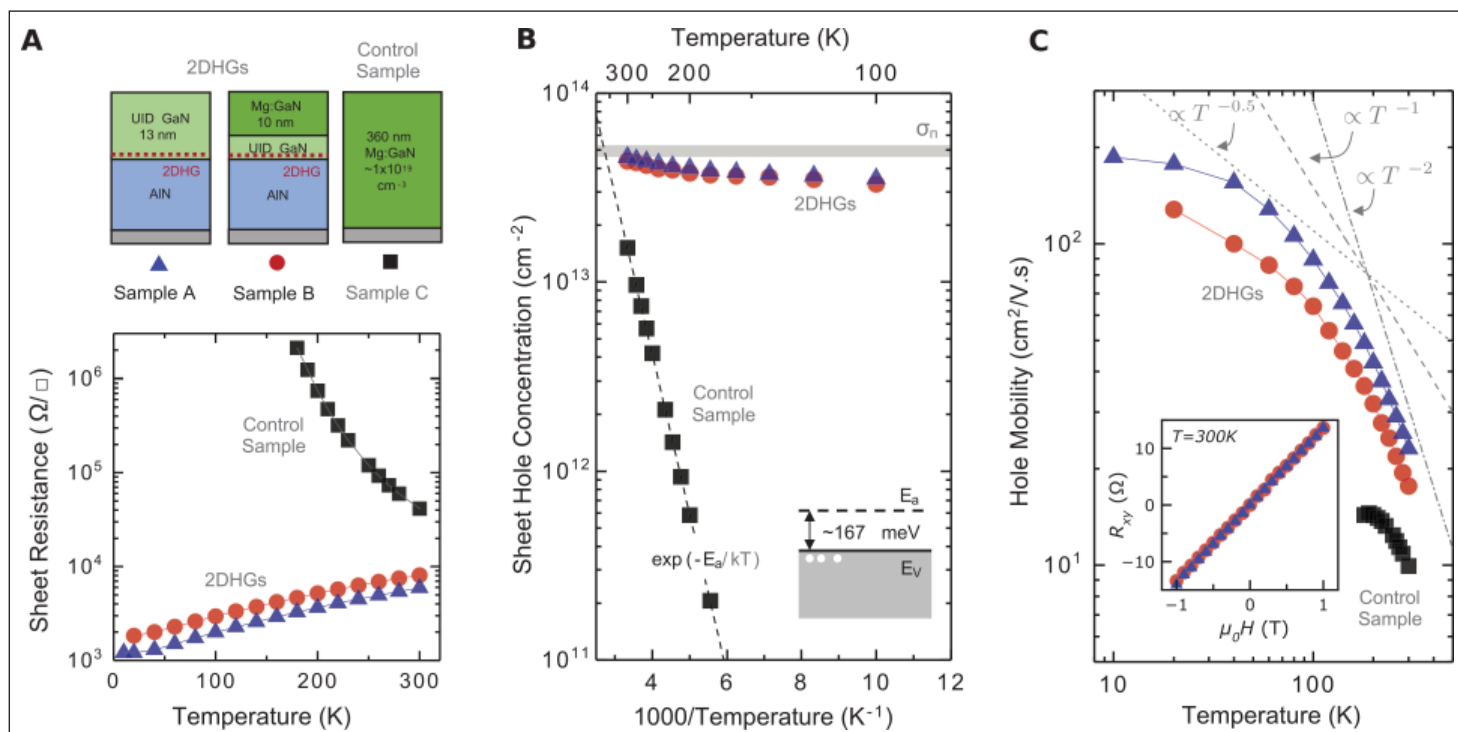 A
2DHGs
Control
Sample
UID GaN
13 nm
2DHG
AlN
Mg:GaN
10 nm
UID GaN
2DHG
AlN
360 nm
Mg:GaN
~1x10¹⁹
cm⁻³
Sample A
Sample B
Sample C
Sheet Resistance (Ω/□)
10⁶
10⁵
10⁴
10³
Control
Sample
2DHGs
0
100
200
300
Temperature (K)
B
Temperature (K)
300
200
100
Sheet Hole Concentration (cm⁻²)
10¹⁴
10¹³
10¹²
10¹¹
σₙ
2DHGs
Control
Sample
exp (-Eₐ/kT)
Eₐ
~167 meV
E_V
4
6
8
10
12
1000/Temperature (K⁻¹)
C
Hole Mobility (cm²/V.s)
10²
10¹
∝ T ⁻⁰·⁵
∝ T ⁻¹
∝ T ⁻²
2DHGs
T=300K
R_xy (Ω)
10
0
−10
−1
0
1
μ₀H (T)
Control
Sample
10
100
Temperature (K)